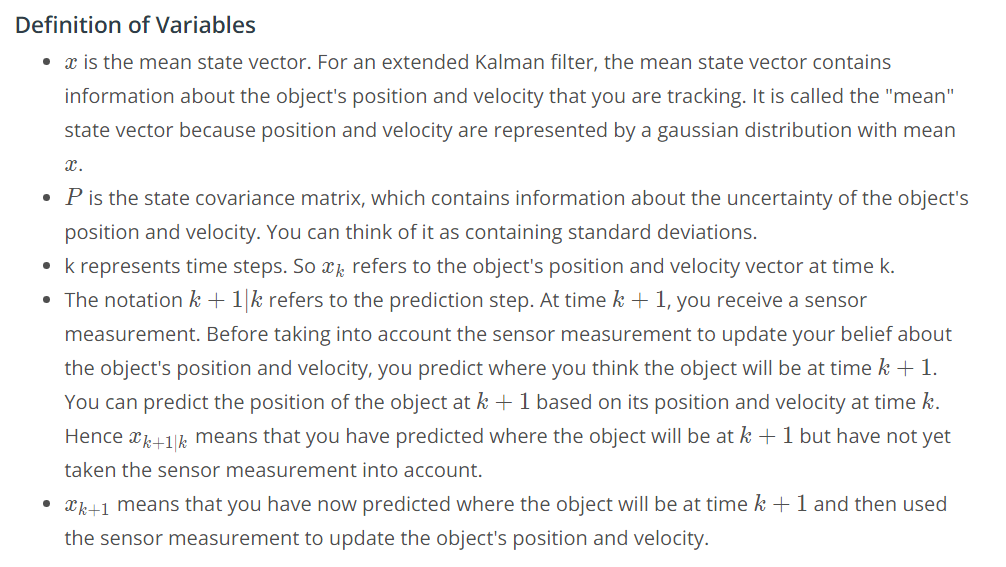 Definition of Variables
• x is the mean state vector. For an extended Kalman filter, the mean state vector contains
information about the object's position and velocity that you are tracking. It is called the "mean"
state vector because position and velocity are represented by a gaussian distribution with mean
x.
• P is the state covariance matrix, which contains information about the uncertainty of the object's
position and velocity. You can think of it as containing standard deviations.
• k represents time steps. So x_k refers to the object's position and velocity vector at time k.
• The notation k + 1|k refers to the prediction step. At time k + 1, you receive a sensor
measurement. Before taking into account the sensor measurement to update your belief about
the object's position and velocity, you predict where you think the object will be at time k + 1.
You can predict the position of the object at k + 1 based on its position and velocity at time k.
Hence x_{k+1|k} means that you have predicted where the object will be at k + 1 but have not yet
taken the sensor measurement into account.
• x_{k+1} means that you have now predicted where the object will be at time k + 1 and then used
the sensor measurement to update the object's position and velocity.